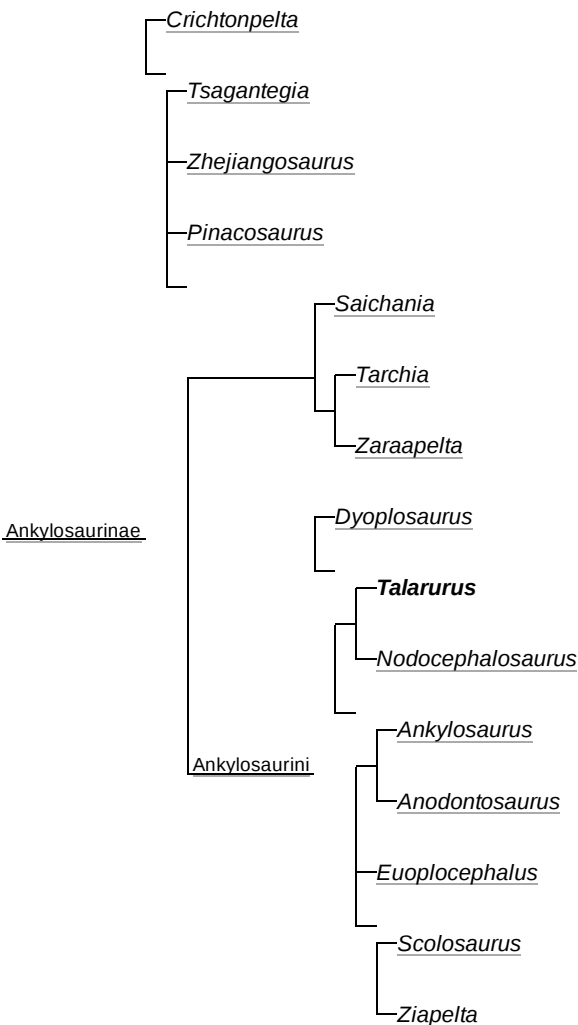 Crichtonpelta
Tsagantegia
Zhejiangosaurus
Pinacosaurus
Saichania
Tarchia
Zaraapelta
Ankylosaurinae
Dyoplosaurus
Talarurus
Nodocephalosaurus
Ankylosaurus
Ankylosaurini
Anodontosaurus
Euoplocephalus
Scolosaurus
Ziapelta